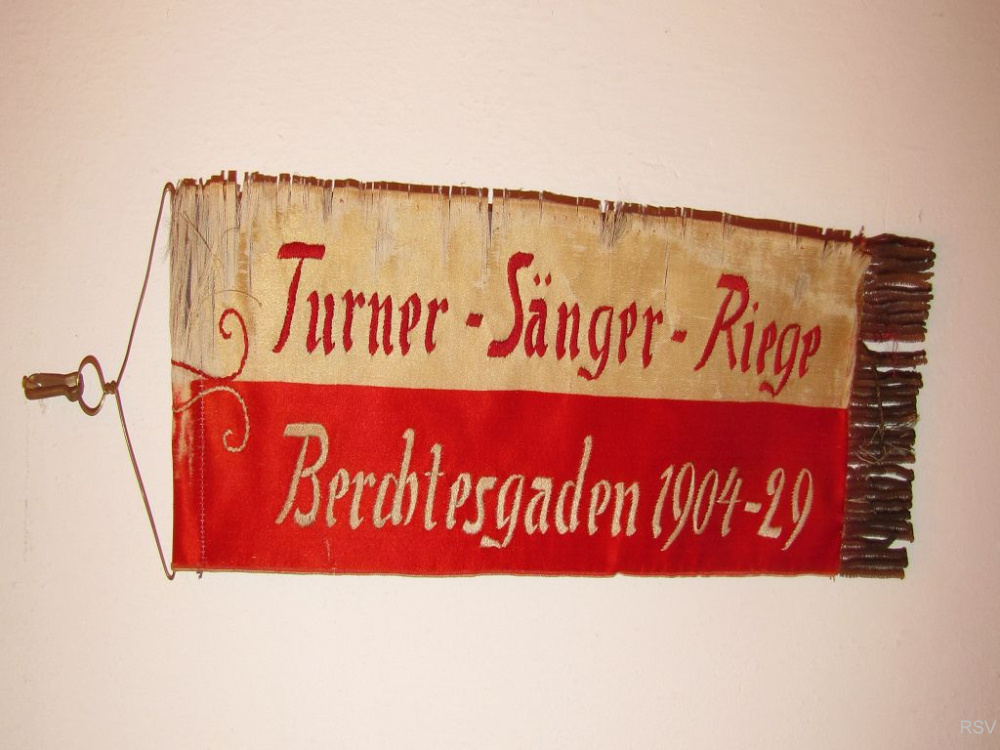 Turner-Sänger-Riege
Berchtesgaden 1904-29
RSV